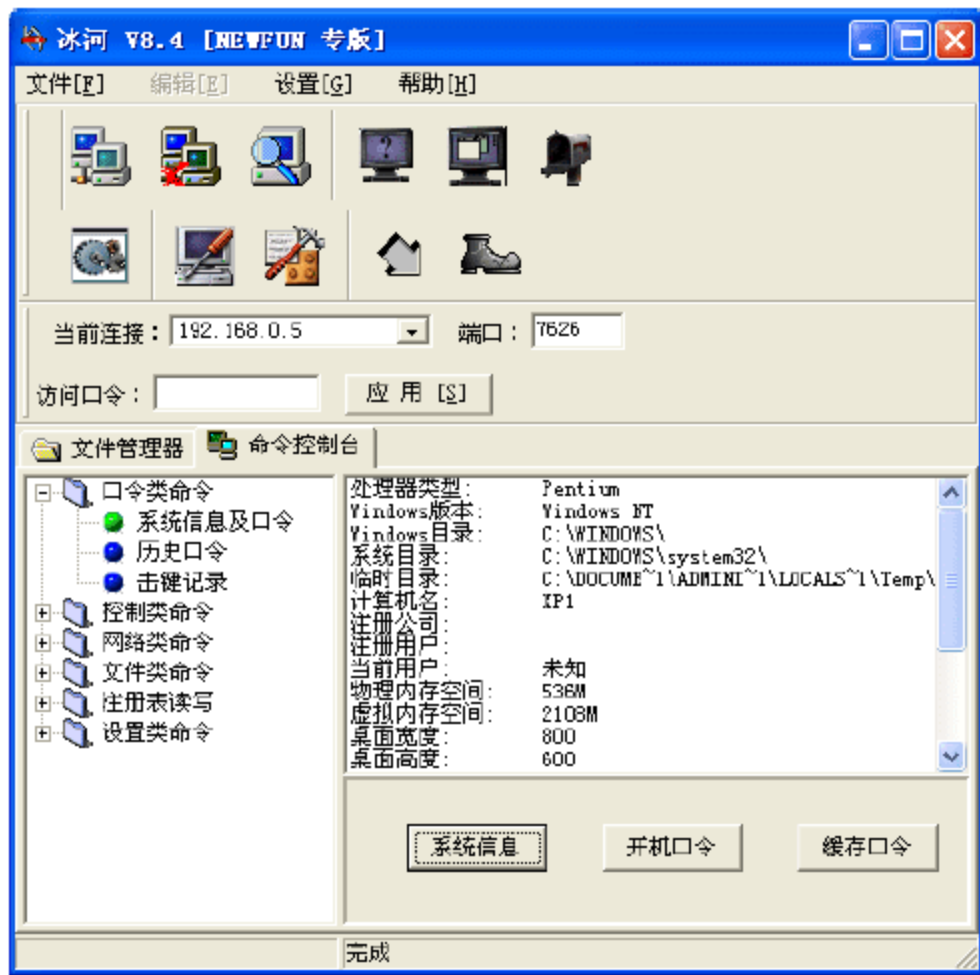 冰河 V8.4 [NEWFUN 专版]
文件[F] 编辑[E] 设置[G] 帮助[H]
?
当前连接： 192.168.0.5 端口： 7626
访问口令： 应 用 [S]
文件管理器 命令控制台
口令类命令
系统信息及口令
历史口令
击键记录
控制类命令
网络类命令
文件类命令
注册表读写
设置类命令
处理器类型： Pentium
Windows版本： Windows NT
Windows目录： C:\WINDOWS\
系统目录： C:\WINDOWS\system32\
临时目录： C:\DOCUME~1\ADMINI~1\LOCALS~1\Temp\
计算机名： XP1
注册公司：
注册用户：
当前用户： 未知
物理内存空间： 536M
虚拟内存空间： 2108M
桌面宽度： 800
桌面高度： 600
系统信息 开机口令 缓存口令
完成